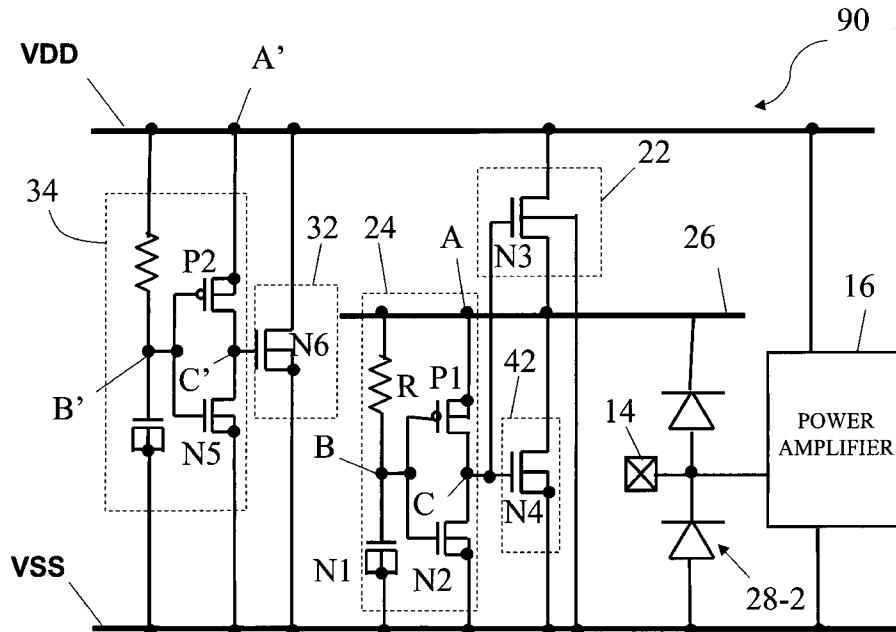 90
VDD
A'
22
34
32
24
A
26
P2
N3
16
N6
B'
C'
R
P1
42
14
POWER
AMPLIFIER
N5
B
C
N4
N1
N2
VSS
28-2